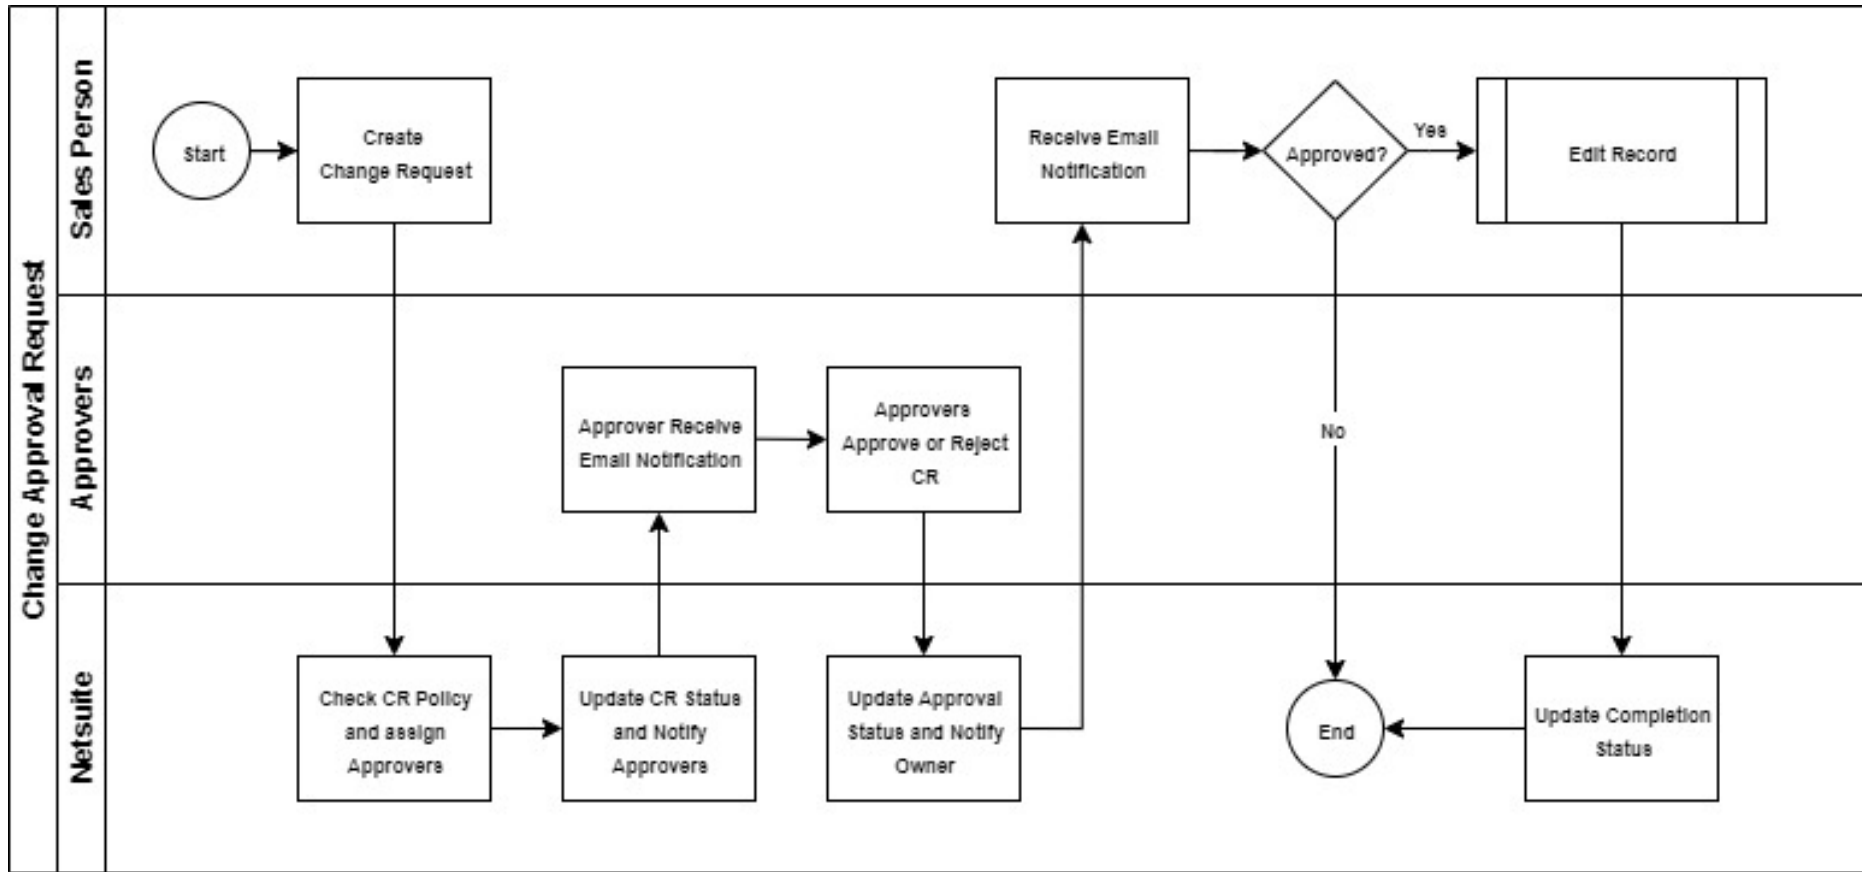 Change Approval Request
Sales Person
Start
Create
Change Request
Receive Email
Notification
Approved?
Yes
Edit Record
Approvers
Approver Receive
Email Notification
Approvers
Approve or Reject
CR
No
Netsuite
Check CR Policy
and assign
Approvers
Update CR Status
and Notify
Approvers
Update Approval
Status and Notify
Owner
End
Update Completion
Status